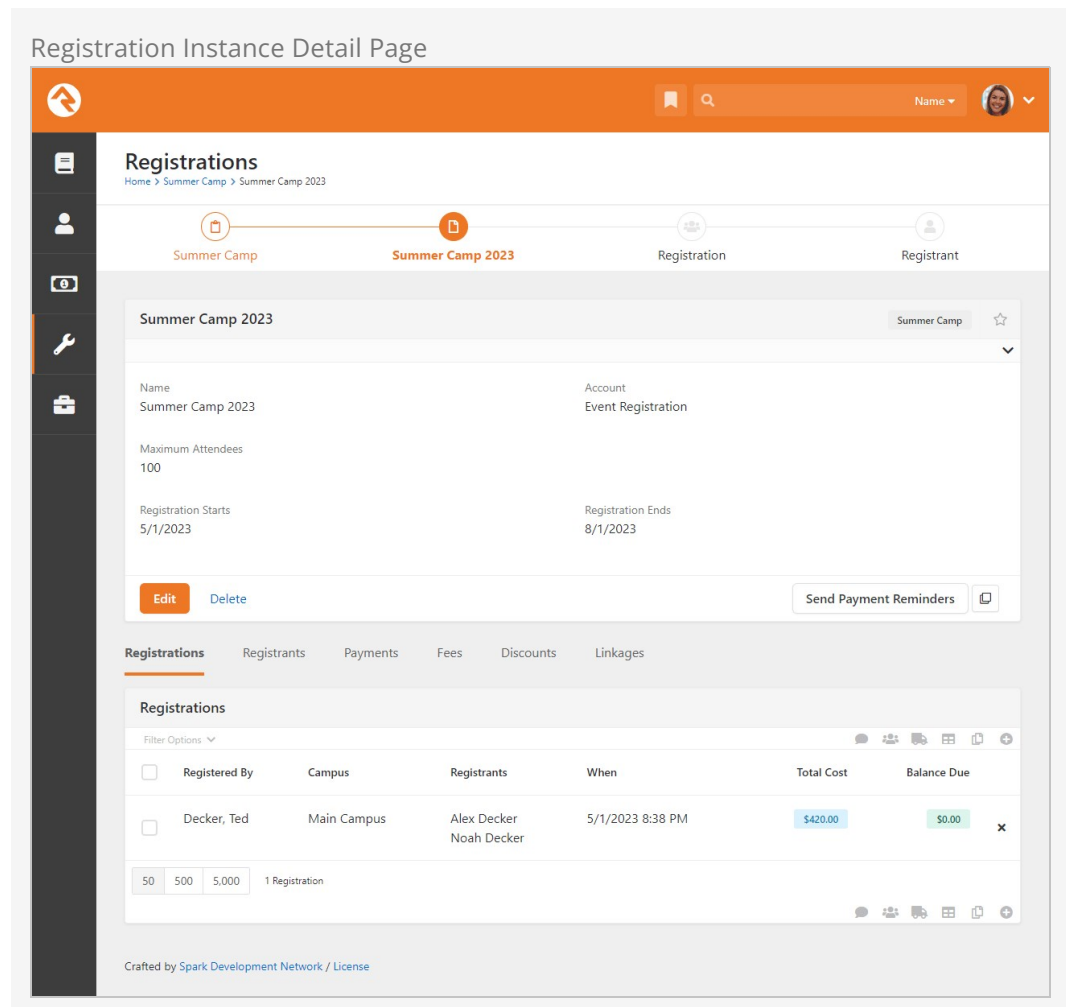 Registration Instance Detail Page
Name
Registrations
Home > Summer Camp > Summer Camp 2023
Summer Camp
Summer Camp 2023
Registration
Registrant
Summer Camp 2023
Summer Camp
Name
Account
Summer Camp 2023
Event Registration
Maximum Attendees
100
Registration Starts
Registration Ends
5/1/2023
8/1/2023
Edit
Delete
Send Payment Reminders
Registrations
Registrants
Payments
Fees
Discounts
Linkages
Registrations
Filter Options
Registered By
Campus
Registrants
When
Total Cost
Balance Due
Decker, Ted
Main Campus
Alex Decker
Noah Decker
5/1/2023 8:38 PM
$420.00
$0.00
50
500
5,000
1 Registration
Crafted by Spark Development Network / License